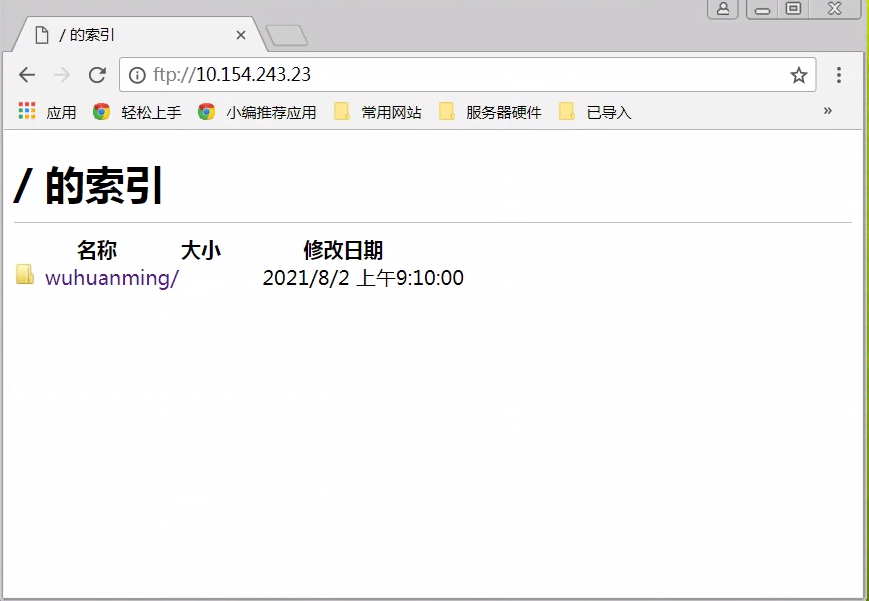 / 的索引
ftp://10.154.243.23
应用 轻松上手 小编推荐应用 常用网站 服务器硬件 已导入 »
/ 的索引
名称 大小 修改日期
wuhuanming/ 2021/8/2 上午9:10:00